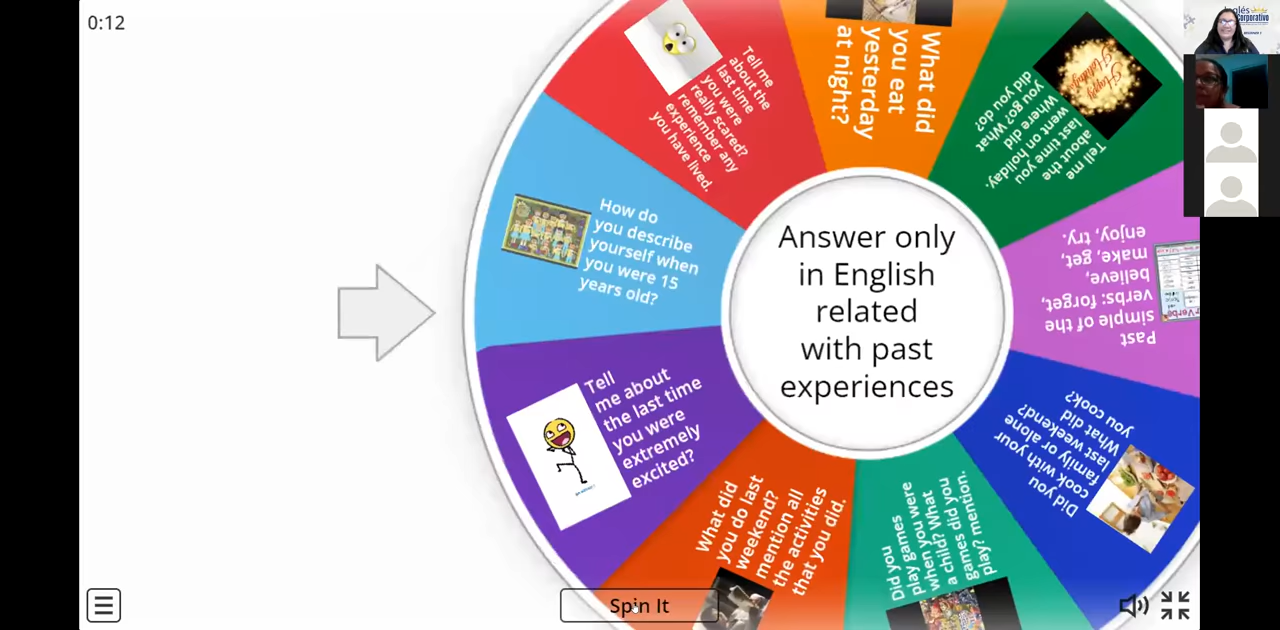 0:12
Inglés
Corporativo
Tell me
about the
last time
you were
really scared?
remember any
experience
you have lived.
What did
you eat
yesterday
at night?
Happy
Holidays
Tell me
about the
last time you
went on holiday.
Where did
you go? What
did you do?
How do
you describe
yourself when
you were 15
years old?
Past
simple of the
verbs: forget,
believe,
make, get,
enjoy, try.
Answer only
in English
related
with past
experiences
Tell
me about
the last time
you were
extremely
excited?
Did you
cook with your
family or alone
last weekend?
What did
you cook?
What did
you do last
weekend?
mention all
the activities
that you did.
Did you
play games
when you were
a child? What
games did you
play? mention.
Spin It